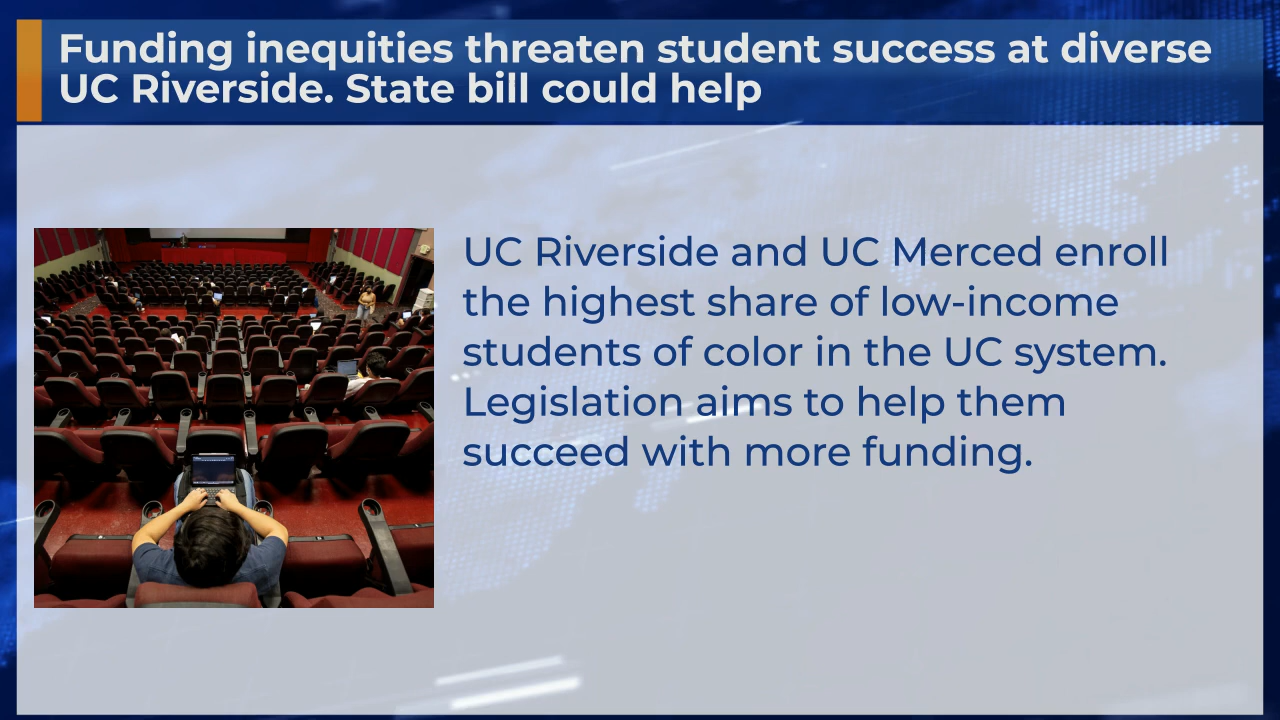 Funding inequities threaten student success at diverse
UC Riverside. State bill could help
UC Riverside and UC Merced enroll
the highest share of low-income
students of color in the UC system.
Legislation aims to help them
succeed with more funding.